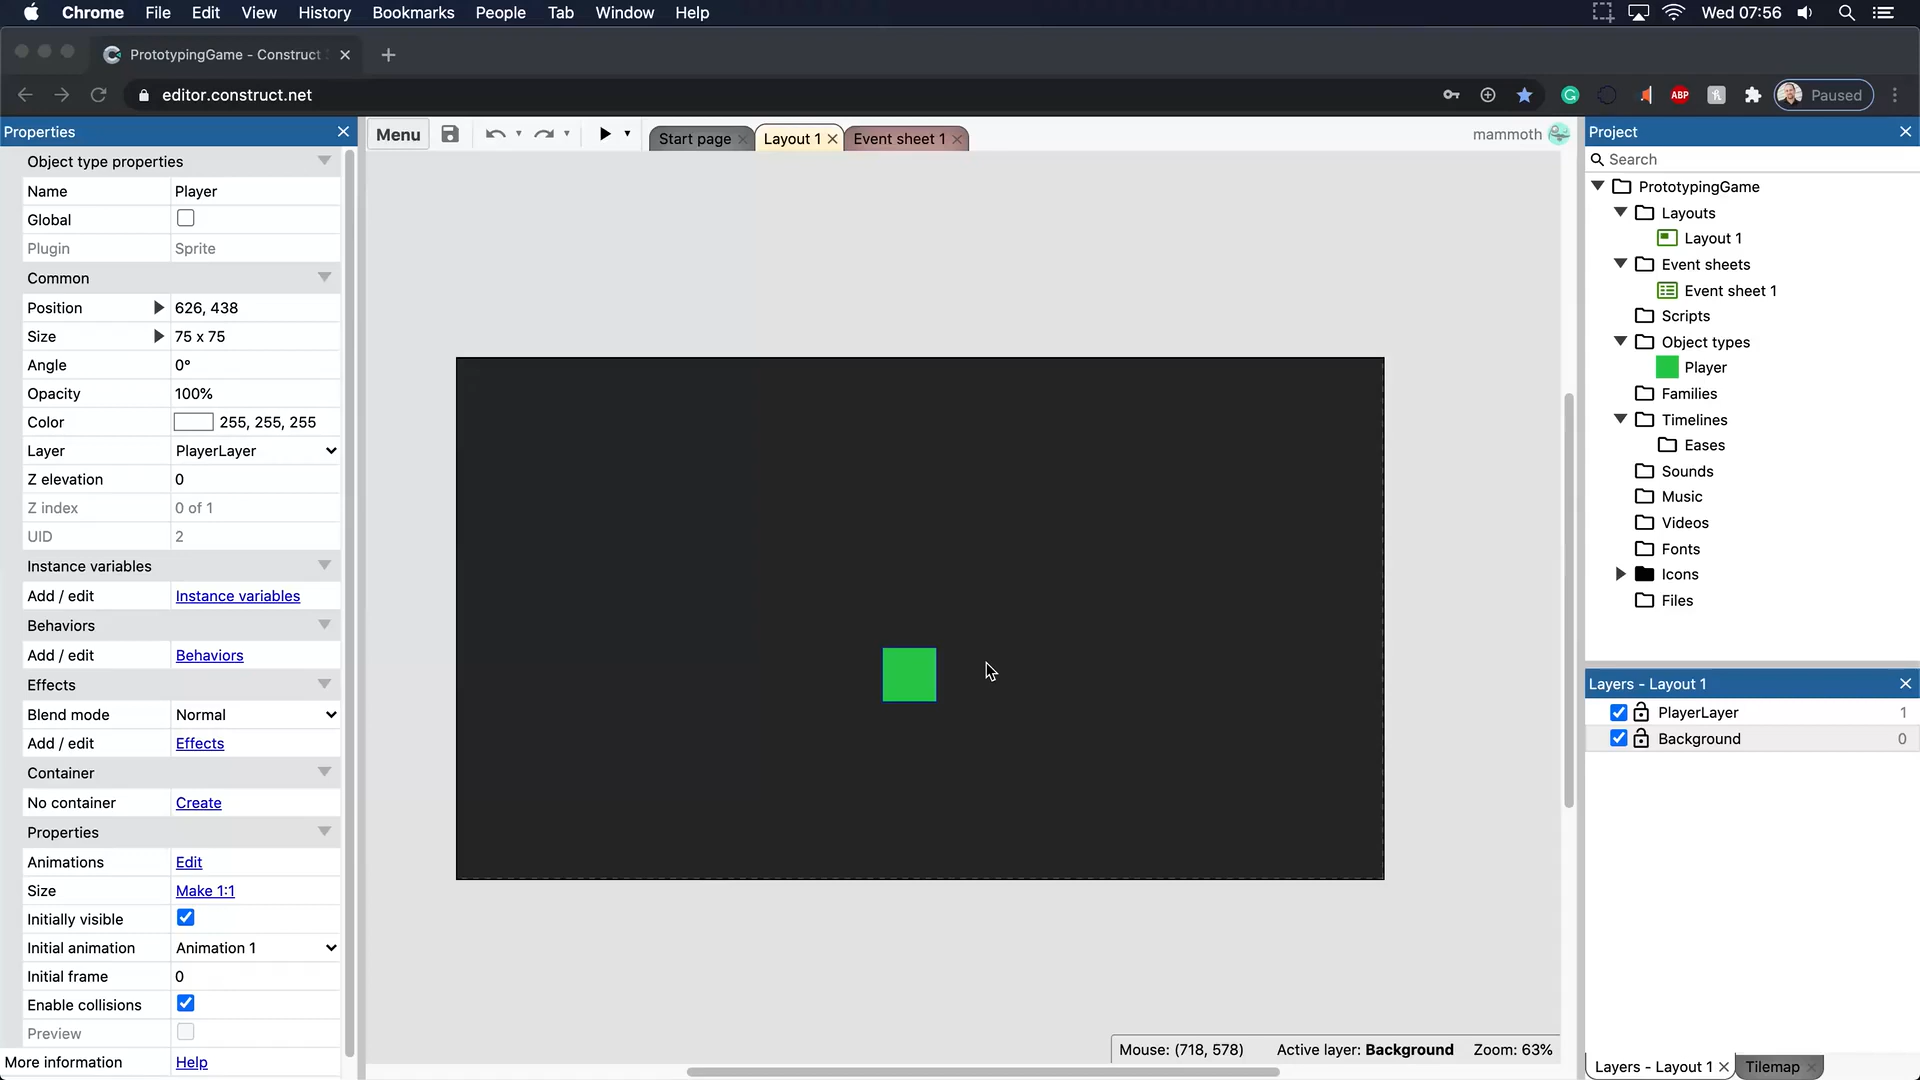 Chrome File Edit View History Bookmarks People Tab Window Help Wed 07:56
PrototypingGame - Construct
editor.construct.net ABP Paused
Properties
Object type properties
Name Player
Global
Plugin Sprite
Common
Position 626, 438
Size 75 x 75
Angle 0°
Opacity 100%
Color 255, 255, 255
Layer PlayerLayer
Z elevation 0
Z index 0 of 1
UID 2
Instance variables
Add / edit Instance variables
Behaviors
Add / edit Behaviors
Effects
Blend mode Normal
Add / edit Effects
Container
No container Create
Properties
Animations Edit
Size Make 1:1
Initially visible
Initial animation Animation 1
Initial frame 0
Enable collisions
Preview
More information Help
Menu Start page Layout 1 Event sheet 1 mammoth
Mouse: (718, 578) Active layer: Background Zoom: 63%
Project
Search
PrototypingGame
Layouts
Layout 1
Event sheets
Event sheet 1
Scripts
Object types
Player
Families
Timelines
Eases
Sounds
Music
Videos
Fonts
Icons
Files
Layers - Layout 1
PlayerLayer 1
Background 0
Layers - Layout 1 Tilemap